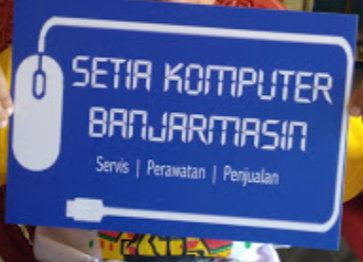 SETIA KOMPUTER
BANJARMASIN
Servis | Perawatan | Penjualan